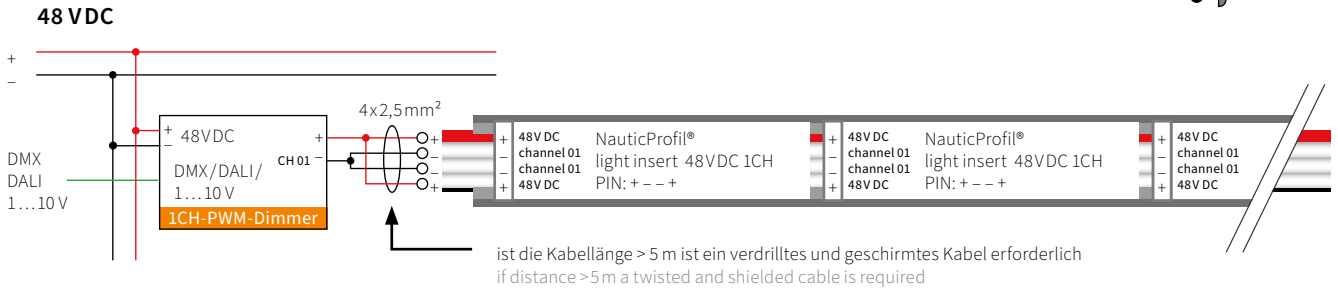 48 VDC
+
–
4x2,5mm²
+ 48VDC +
–
CH 01 –
DMX/DALI/
1...10 V
1CH-PWM-Dimmer
DMX
DALI
1...10 V
+
–
–
+
+ 48V DC
– channel 01
– channel 01
+ 48V DC
NauticProfil®
light insert 48VDC 1CH
PIN: + – – +
+ 48V DC
– channel 01
– channel 01
+ 48V DC
NauticProfil®
light insert 48VDC 1CH
PIN: + – – +
+ 48V DC
– channel 01
– channel 01
+ 48V DC
ist die Kabellänge > 5 m ist ein verdrilltes und geschirmtes Kabel erforderlich
if distance >5 m a twisted and shielded cable is required